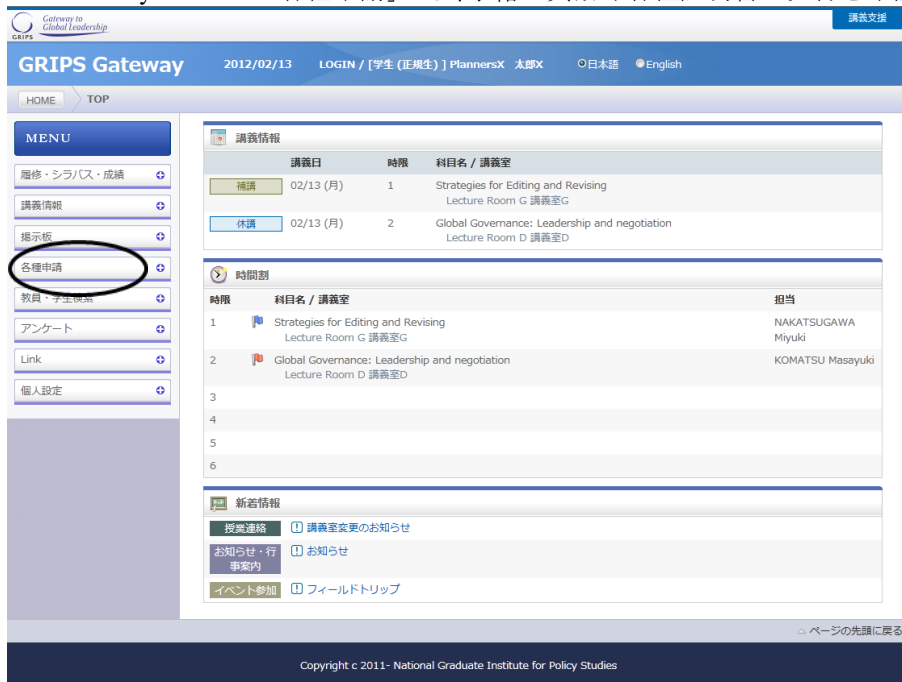 Gateway to
Global Leadership
GRIPS
講義支援
GRIPS Gateway 2012/02/13 LOGIN / [学生 (正規生) ] PlannersX 太郎X 日本語 English
HOME TOP
MENU
履修・シラバス・成績
講義情報
掲示板
各種申請
教員・学生検索
アンケート
Link
個人設定
講義情報
講義日 時限 科目名 / 講義室
補講 02/13 (月) 1 Strategies for Editing and Revising
Lecture Room G 講義室G
休講 02/13 (月) 2 Global Governance: Leadership and negotiation
Lecture Room D 講義室D
時間割
時限 科目名 / 講義室 担当
1 Strategies for Editing and Revising NAKATSUGAWA
Lecture Room G 講義室G Miyuki
2 Global Governance: Leadership and negotiation KOMATSU Masayuki
Lecture Room D 講義室D
3
4
5
6
新着情報
授業連絡 講義室変更のお知らせ
お知らせ・行 お知らせ
事案内
イベント参加 フィールドトリップ
ページの先頭に戻る
Copyright c 2011- National Graduate Institute for Policy Studies